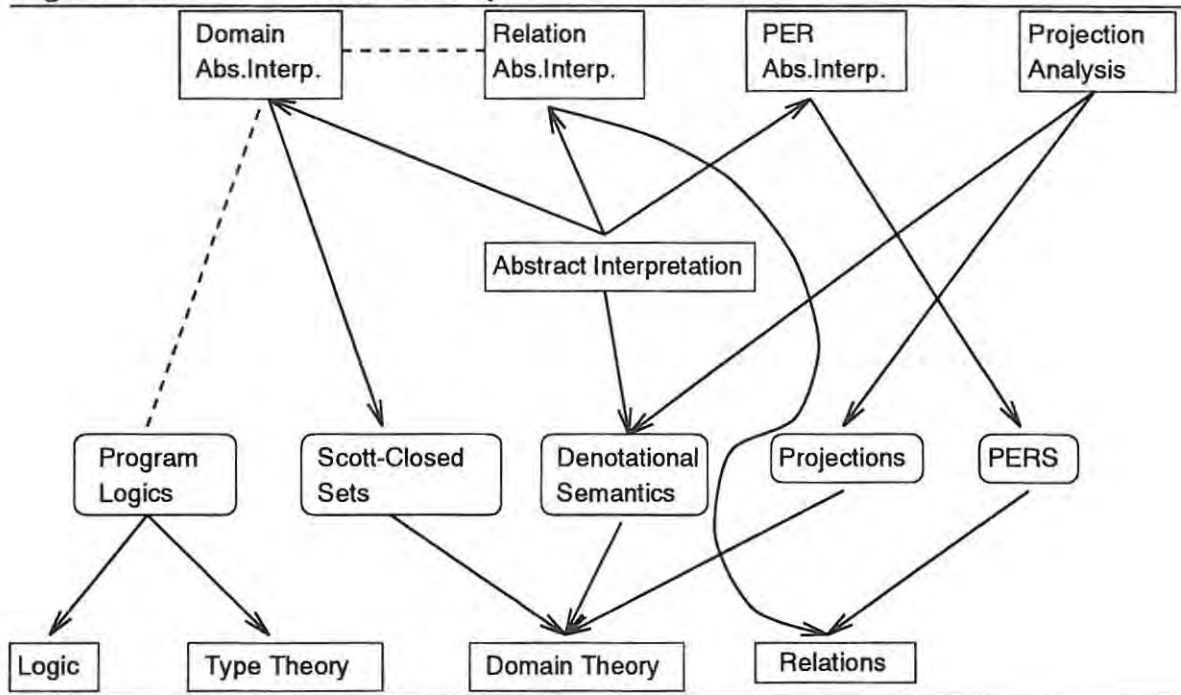 Domain
Abs.Interp.
Relation
Abs.Interp.
PER
Abs.Interp.
Projection
Analysis
Abstract Interpretation
Program
Logics
Scott-Closed
Sets
Denotational
Semantics
Projections
PERS
Logic
Type Theory
Domain Theory
Relations